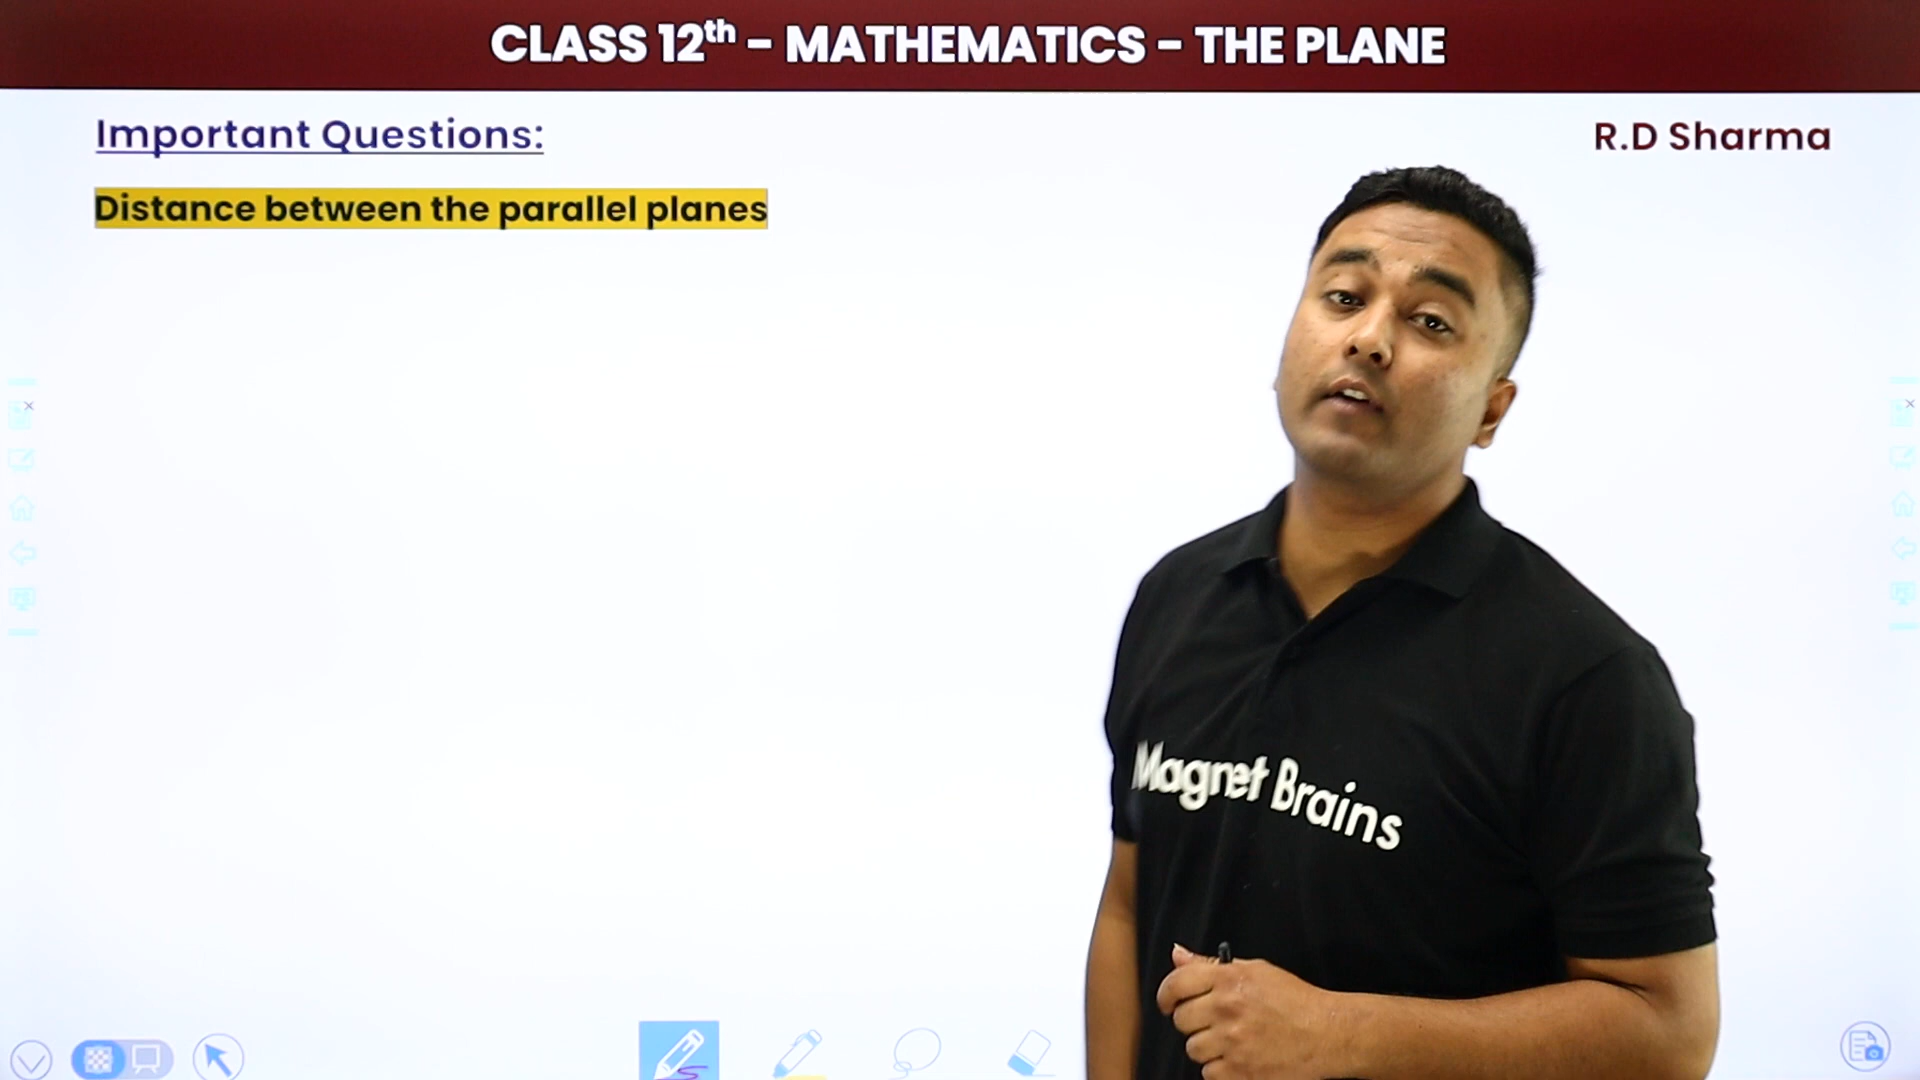 CLASS 12th - MATHEMATICS - THE PLANE
Important Questions:
R.D Sharma
Distance between the parallel planes
Magnet Brains